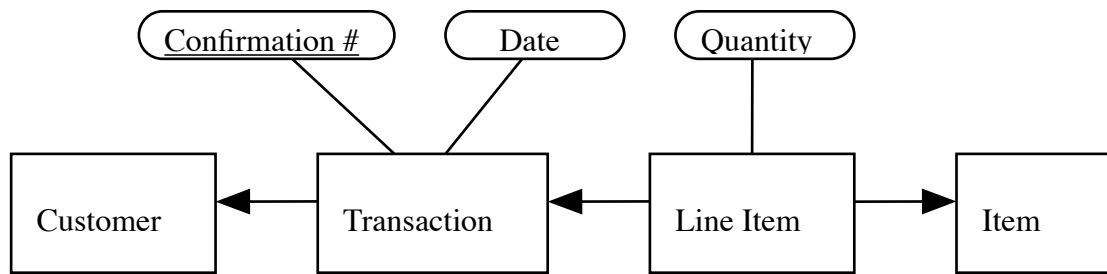 Confirmation # Date Quantity
Customer Transaction Line Item Item